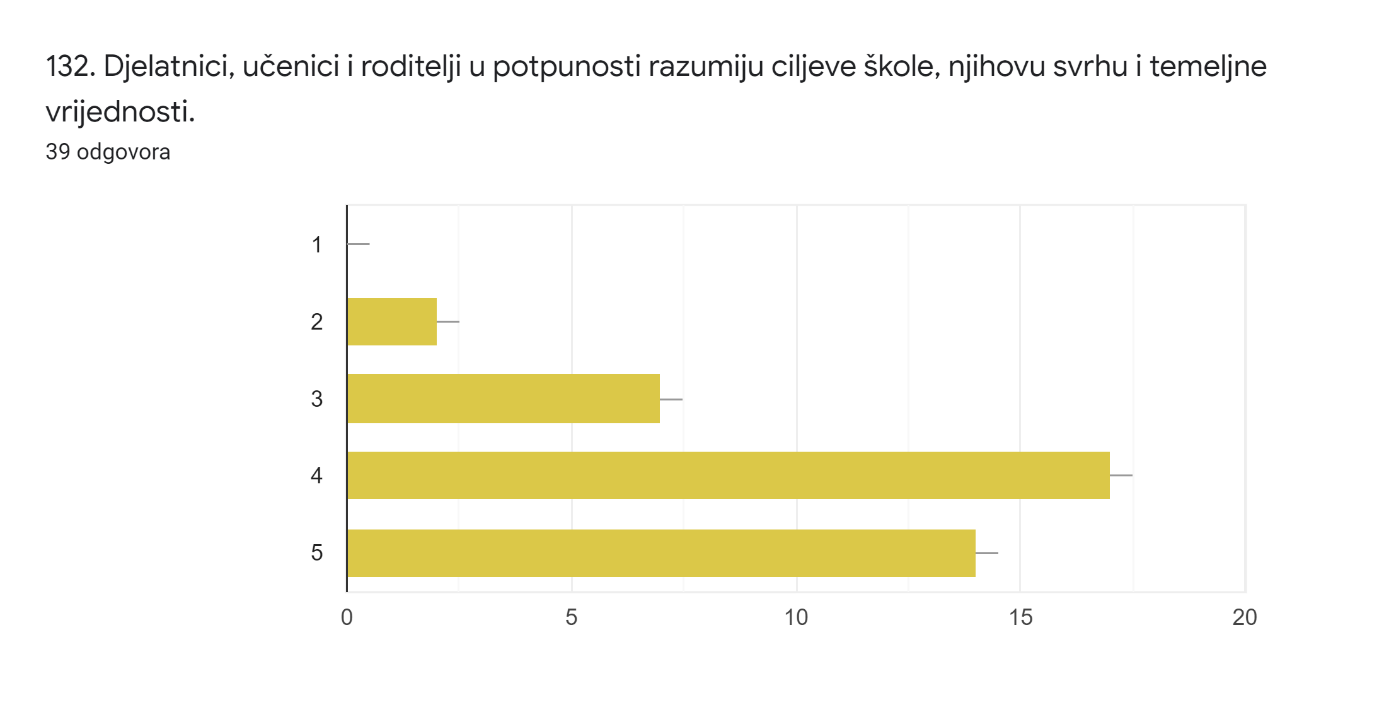 132. Djelatnici, učenici i roditelji u potpunosti razumiju ciljeve škole, njihovu svrhu i temeljne
vrijednosti.
39 odgovora
1
2
3
4
5
0 5 10 15 20